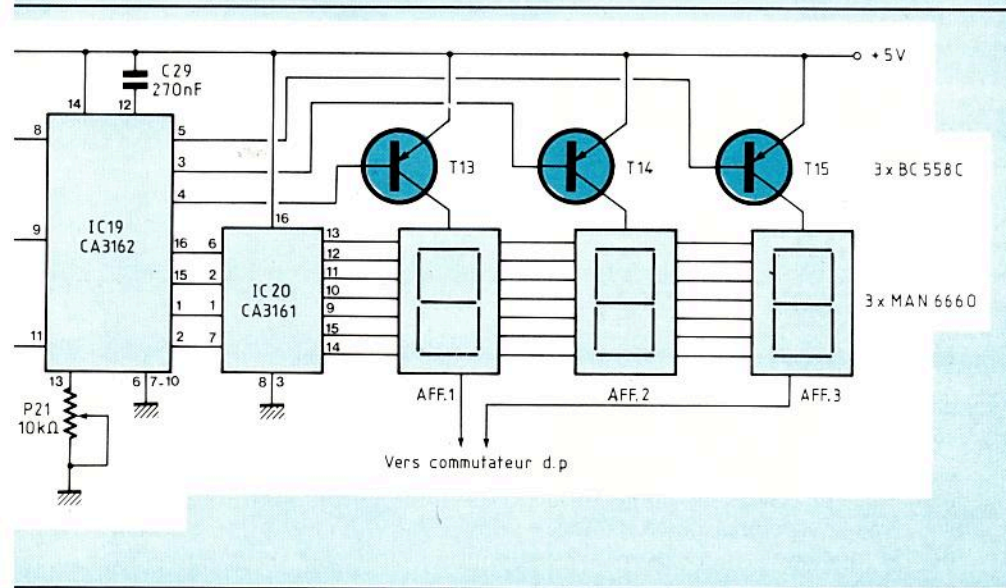 +5V
C29
270nF
14
12
8
5
3
4
T13
T14
T15
3x BC 558C
16
IC19
CA3162
9
16
6
15
2
1
1
2
7
IC20
CA3161
13
12
11
10
9
15
14
3x MAN 6660
11
13
6
7-10
8
3
AFF.1
AFF.2
AFF.3
P21
10kΩ
Vers commutateur d.p